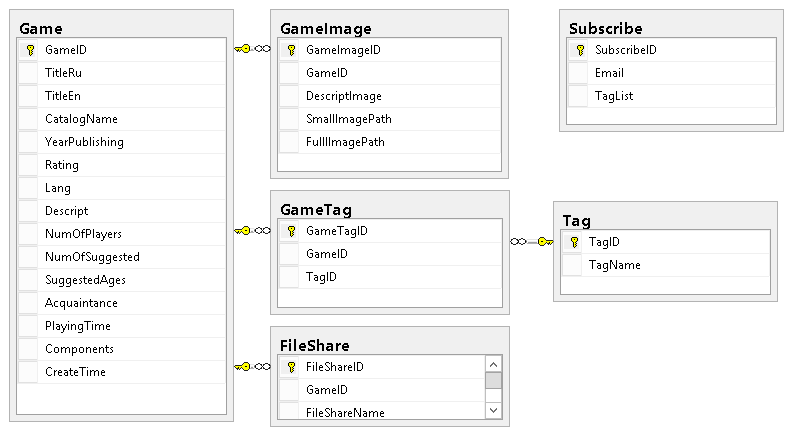 Game
GameID
TitleRu
TitleEn
CatalogName
YearPublishing
Rating
Lang
Descript
NumOfPlayers
NumOfSuggested
SuggestedAges
Acquaintance
PlayingTime
Components
CreateTime
GameImage
GameImageID
GameID
DescriptImage
SmallImagePath
FullImagePath
GameTag
GameTagID
GameID
TagID
FileShare
FileShareID
GameID
FileShareName
Subscribe
SubscribeID
Email
TagList
Tag
TagID
TagName